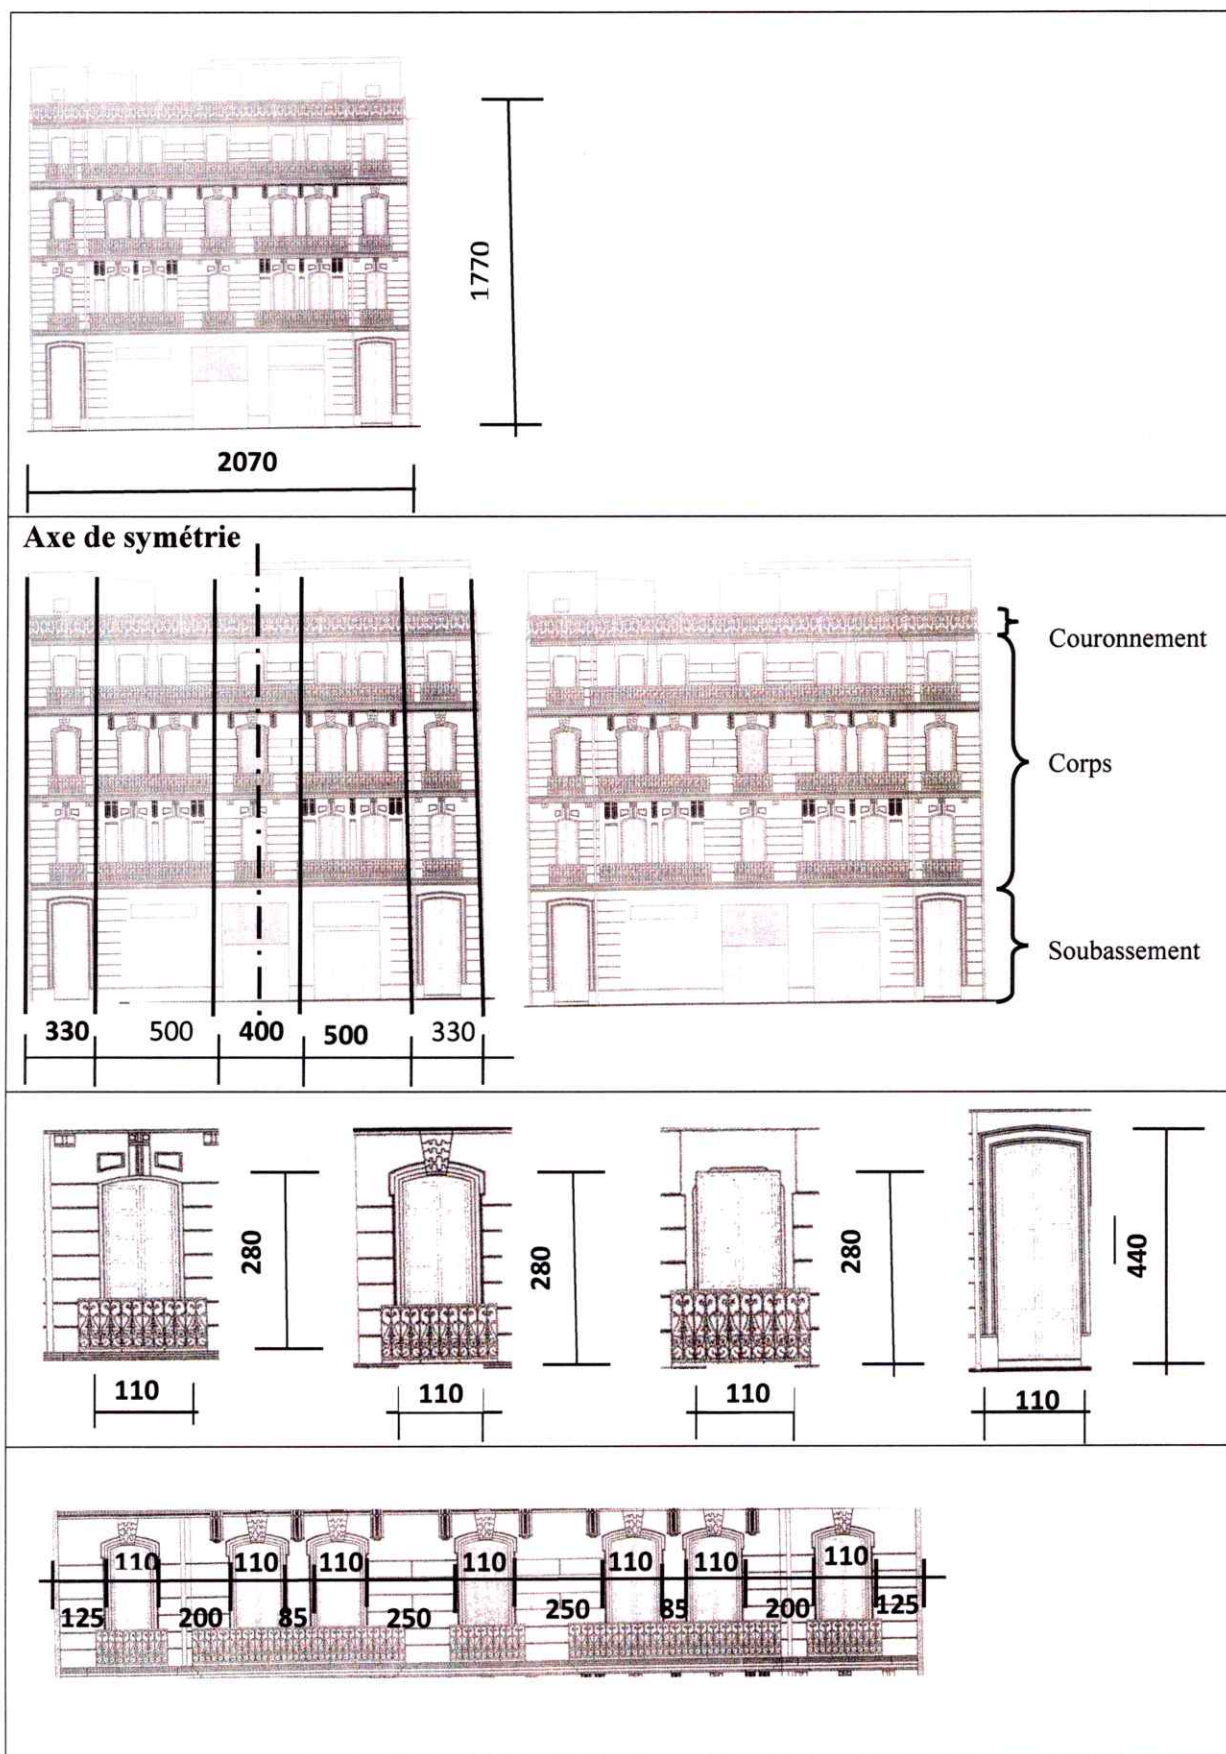 1770
2070
Axe de symétrie
Couronnement
Corps
Soubassement
330 500 400 500 330
280 280 280 440
110 110 110 110
110 110 110 110 110 110 110
125 200 85 250 250 85 200 125